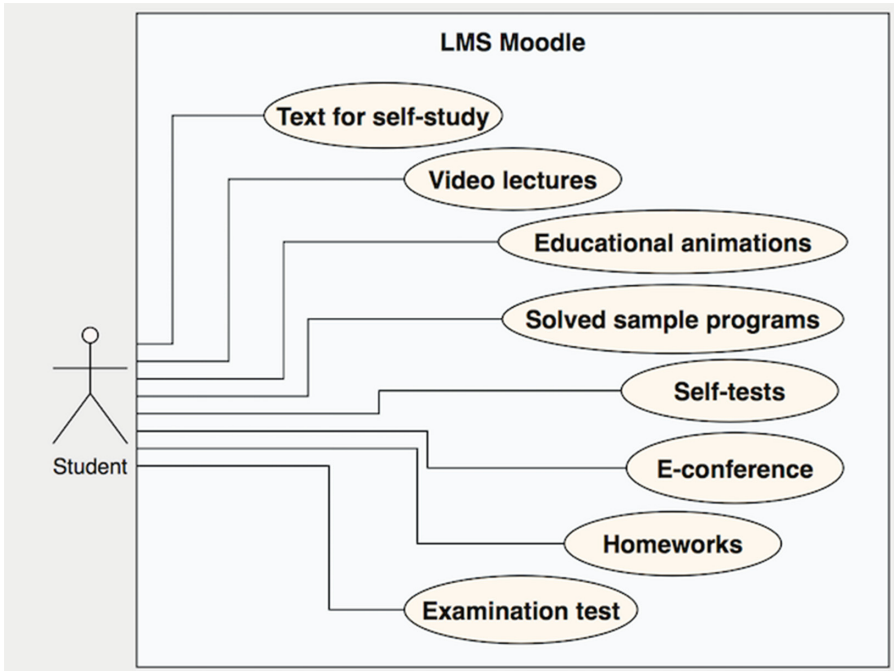 LMS Moodle
Text for self-study
Video lectures
Educational animations
Solved sample programs
Self-tests
E-conference
Student
Homeworks
Examination test